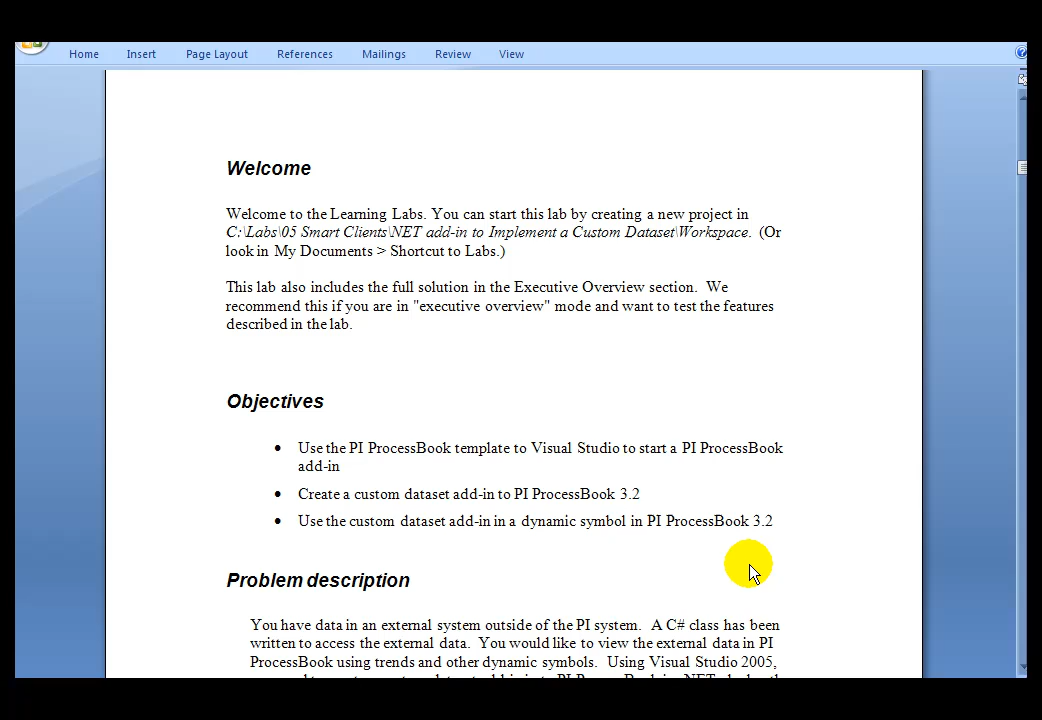 Home Insert Page Layout References Mailings Review View
Welcome
Welcome to the Learning Labs. You can start this lab by creating a new project in
C:\Labs\05 Smart Clients\NET add-in to Implement a Custom Dataset\Workspace. (Or
look in My Documents > Shortcut to Labs.)
This lab also includes the full solution in the Executive Overview section. We
recommend this if you are in "executive overview" mode and want to test the features
described in the lab.
Objectives
• Use the PI ProcessBook template to Visual Studio to start a PI ProcessBook
add-in
• Create a custom dataset add-in to PI ProcessBook 3.2
• Use the custom dataset add-in in a dynamic symbol in PI ProcessBook 3.2
Problem description
You have data in an external system outside of the PI system. A C# class has been
written to access the external data. You would like to view the external data in PI
ProcessBook using trends and other dynamic symbols. Using Visual Studio 2005,